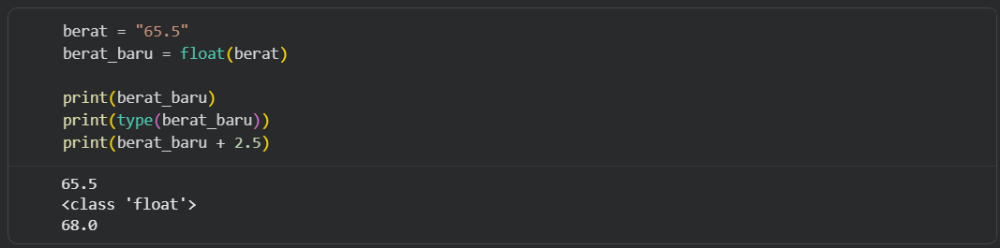 berat = "65.5"
berat_baru = float(berat)
print(berat_baru)
print(type(berat_baru))
print(berat_baru + 2.5)
65.5
<class 'float'>
68.0